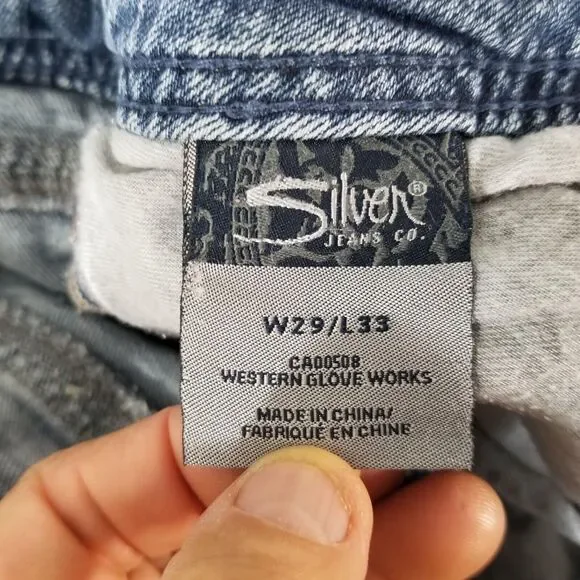 Silver®
JEANS CO.
W29/L33
CA00508
WESTERN GLOVE WORKS
MADE IN CHINA/
FABRIQUÉ EN CHINE